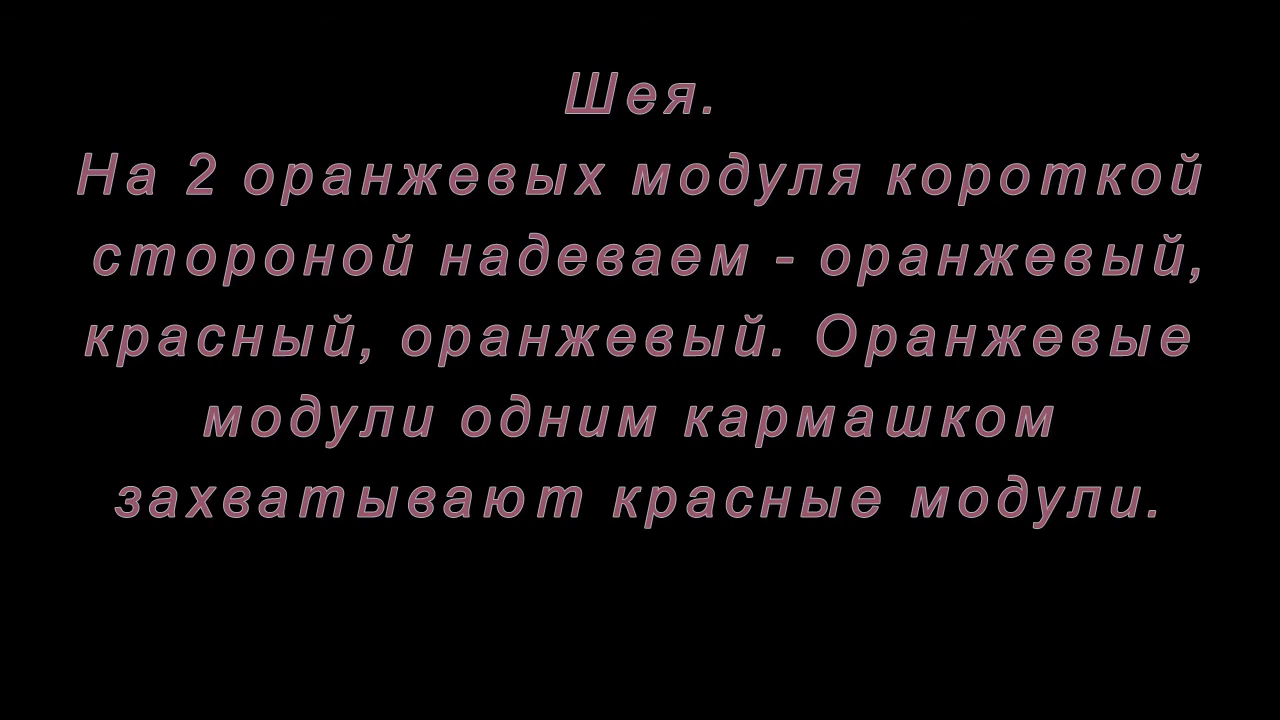 Шея.
На 2 оранжевых модуля короткой
стороной надеваем - оранжевый,
красный, оранжевый. Оранжевые
модули одним кармашком
захватывают красные модули.